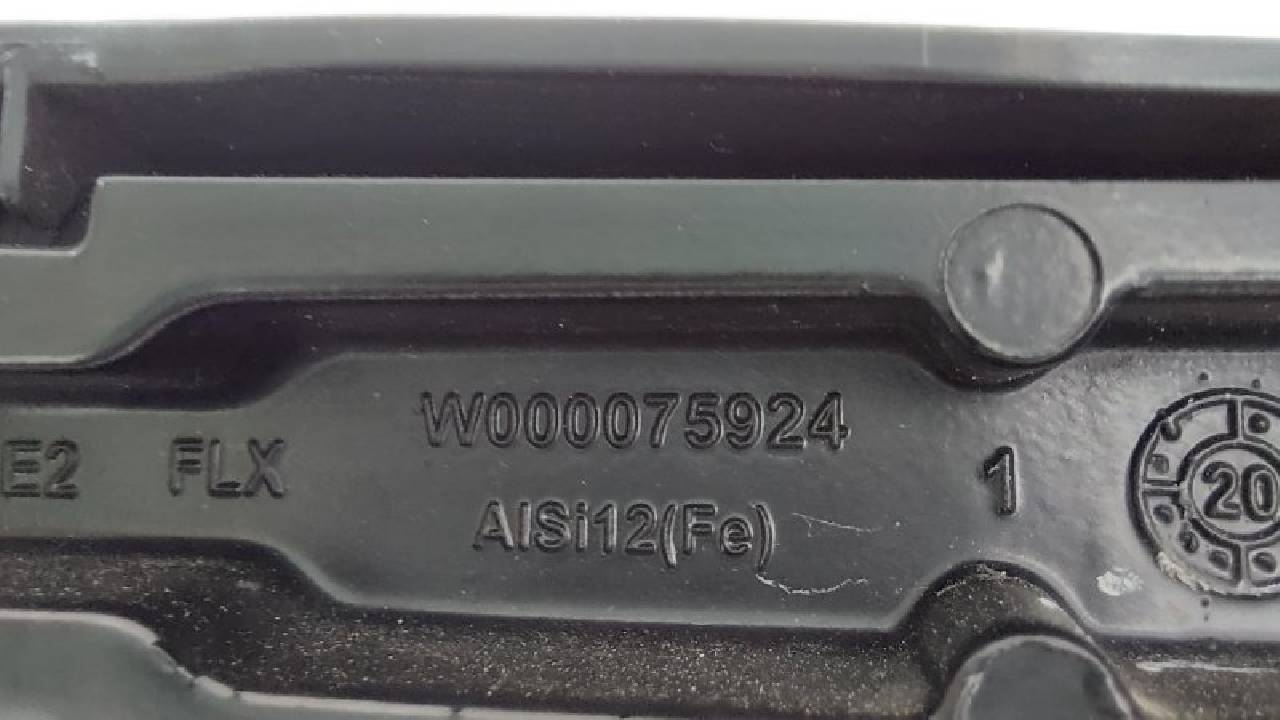 W000075924
E2 FLX
AlSi12(Fe)
1
20